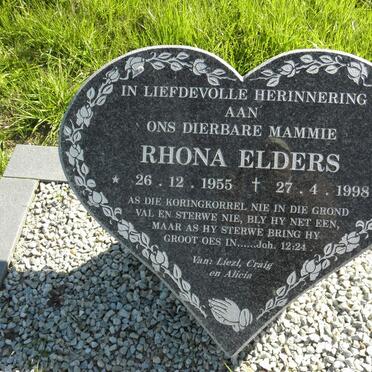 IN LIEFDEVOLLE HERINNERING
AAN
ONS DIERBARE MAMMIE
RHONA ELDERS
* 26 . 12 . 1955 † 27 . 4 . 1998
AS DIE KORINGKORREL NIE IN DIE GROND
VAL EN STERWE NIE, BLY HY NET EEN,
MAAR AS HY STERWE BRING HY
GROOT OES IN......Joh. 12:24
Van: Liezl, Craig
en Alicia